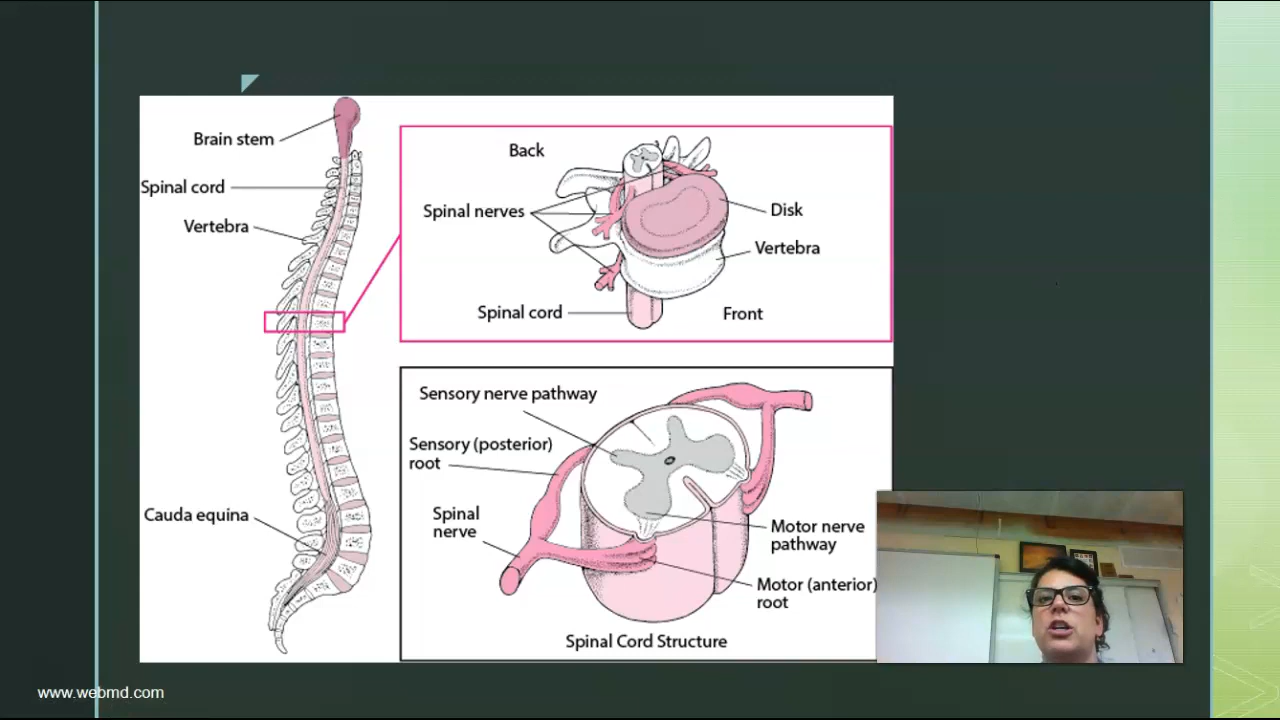 Brain stem
Spinal cord
Vertebra
Cauda equina
Back
Spinal nerves
Disk
Vertebra
Spinal cord
Front
Sensory nerve pathway
Sensory (posterior)
root
Spinal
nerve
Motor nerve
pathway
Motor (anterior)
root
Spinal Cord Structure
www.webmd.com